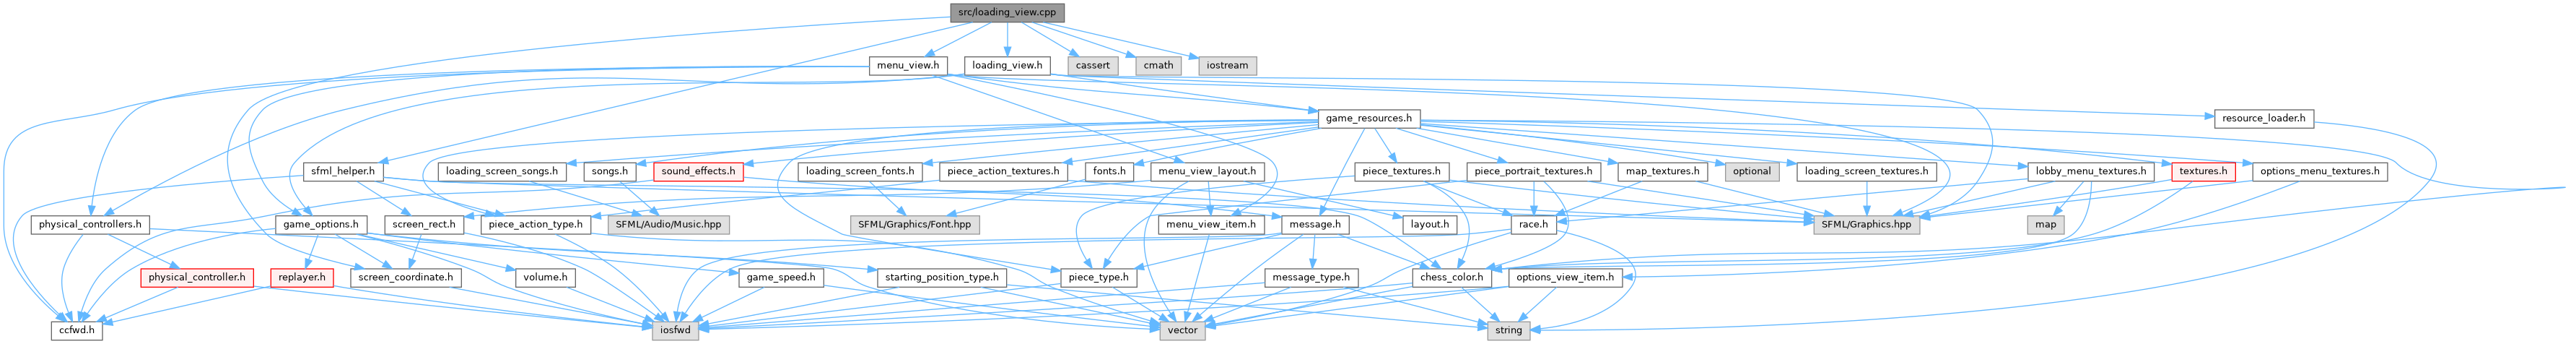 src/loading_view.cpp
menu_view.h
loading_view.h
cassert
cmath
iostream
game_resources.h
resource_loader.h
sfml_helper.h
loading_screen_songs.h
songs.h
sound_effects.h
loading_screen_fonts.h
piece_action_textures.h
fonts.h
menu_view_layout.h
piece_textures.h
piece_portrait_textures.h
map_textures.h
optional
loading_screen_textures.h
lobby_menu_textures.h
textures.h
options_menu_textures.h
physical_controllers.h
game_options.h
screen_rect.h
piece_action_type.h
SFML/Audio/Music.hpp
SFML/Graphics/Font.hpp
menu_view_item.h
message.h
layout.h
race.h
SFML/Graphics.hpp
map
physical_controller.h
replayer.h
screen_coordinate.h
volume.h
game_speed.h
starting_position_type.h
piece_type.h
message_type.h
chess_color.h
options_view_item.h
ccfwd.h
iosfwd
vector
string